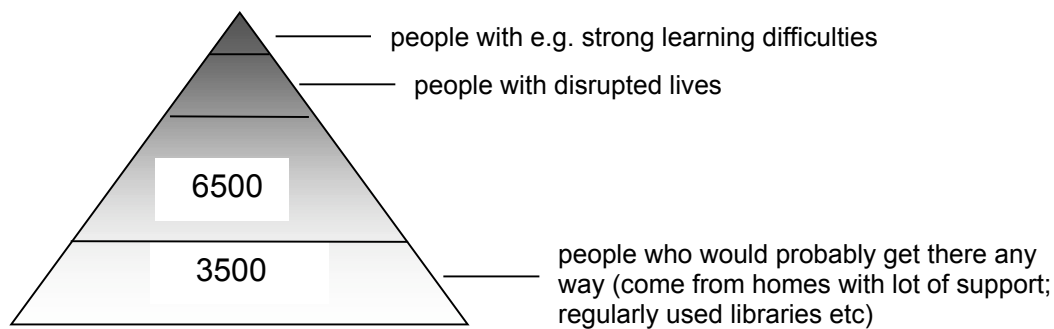 people with e.g. strong learning difficulties
people with disrupted lives
6500
3500
people who would probably get there any
way (come from homes with lot of support;
regularly used libraries etc)